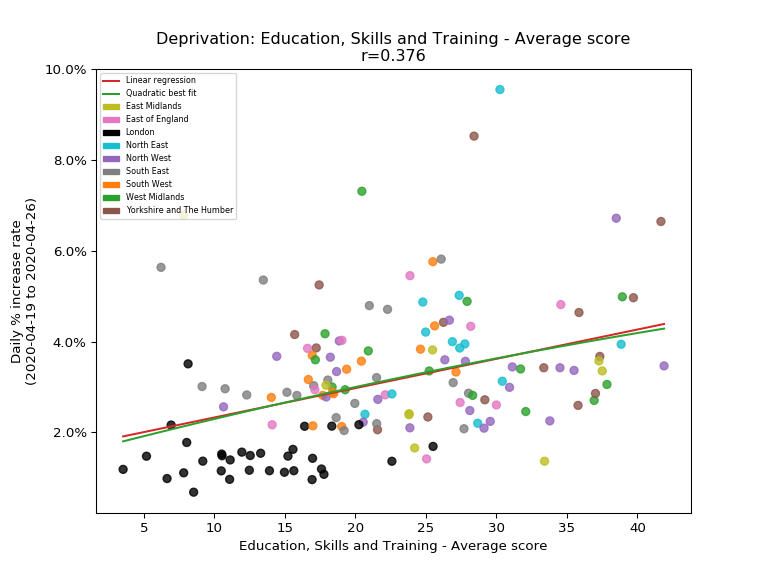 Deprivation: Education, Skills and Training - Average score
r=0.376
10.0%
8.0%
6.0%
4.0%
2.0%
Daily % increase rate
(2020-04-19 to 2020-04-26)
Linear regression
Quadratic best fit
East Midlands
East of England
London
North East
North West
South East
South West
West Midlands
Yorkshire and The Humber
5 10 15 20 25 30 35 40
Education, Skills and Training - Average score